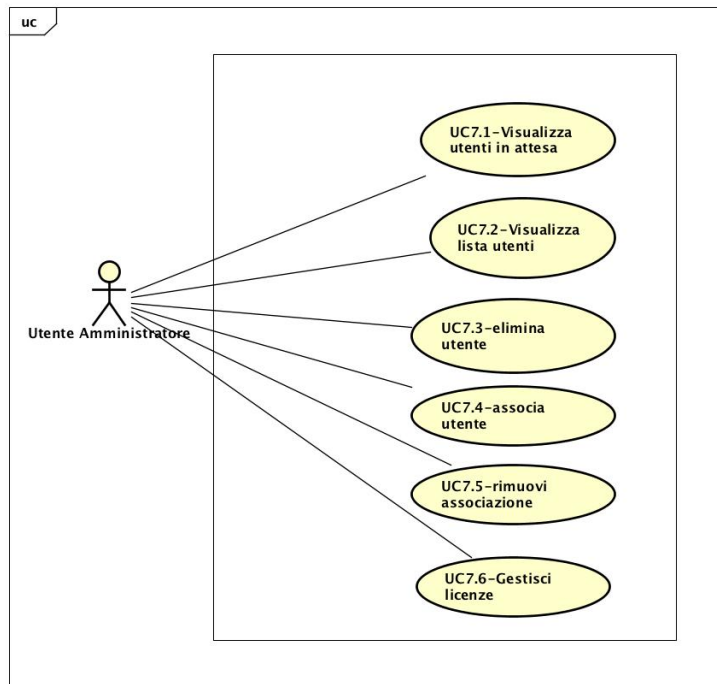 uc
UC7.1-Visualizza
utenti in attesa
UC7.2-Visualizza
lista utenti
Utente Amministratore
UC7.3-elimina
utente
UC7.4-associa
utente
UC7.5-rimuovi
associazione
UC7.6-Gestisci
licenze